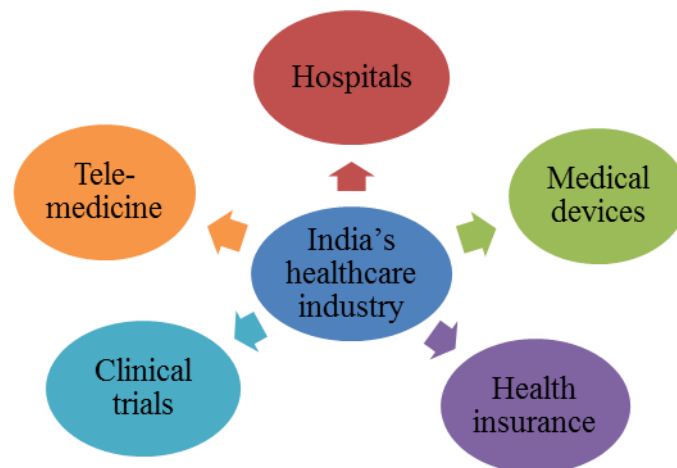 Hospitals
Tele-
medicine
Medical
devices
India’s
healthcare
industry
Clinical
trials
Health
insurance